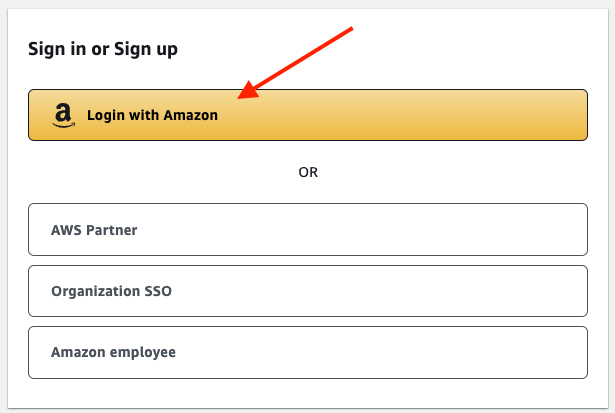 Sign in or Sign up
Login with Amazon
OR
AWS Partner
Organization SSO
Amazon employee